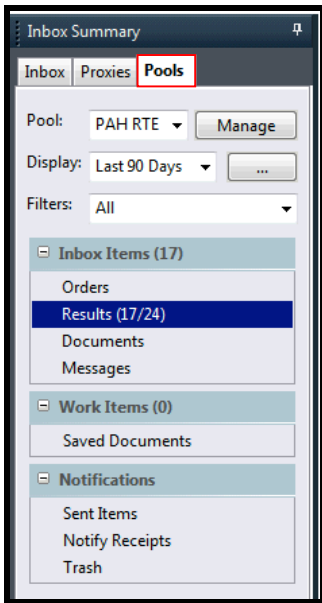 Inbox Summary
Inbox Proxies Pools
Pool: PAH RTE Manage
Display: Last 90 Days ...
Filters: All
Inbox Items (17)
Orders
Results (17/24)
Documents
Messages
Work Items (0)
Saved Documents
Notifications
Sent Items
Notify Receipts
Trash